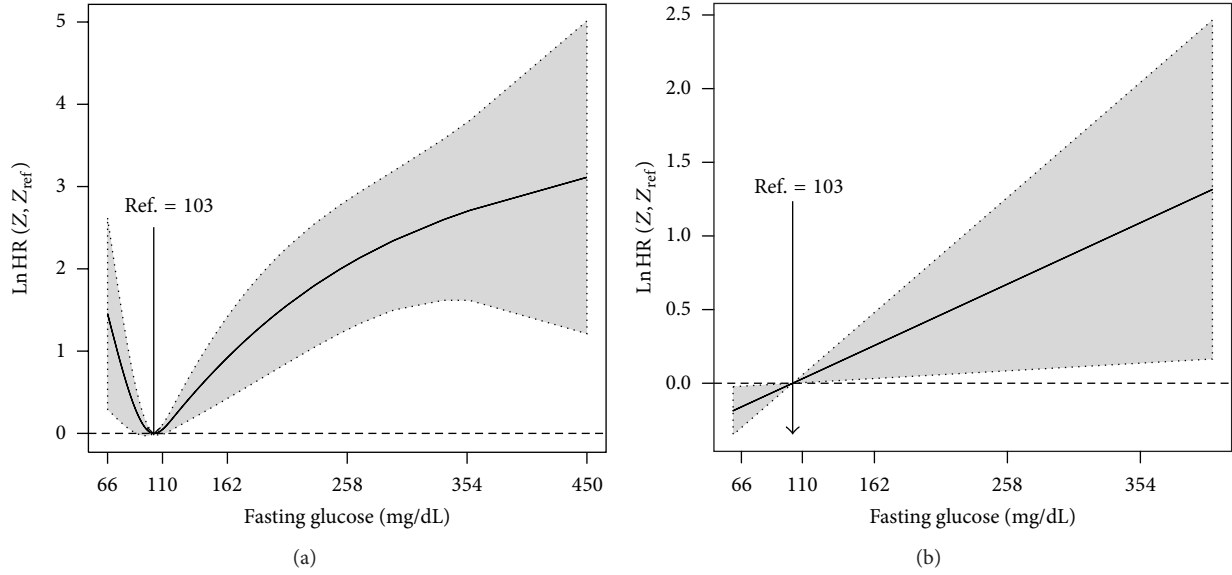 5
4
3
2
1
0
Ln HR (Z, Z_ref)
Ref. = 103
66
110
162
258
354
450
Fasting glucose (mg/dL)
(a)
2.5
2.0
1.5
1.0
0.5
0.0
Ln HR (Z, Z_ref)
Ref. = 103
66
110
162
258
354
Fasting glucose (mg/dL)
(b)